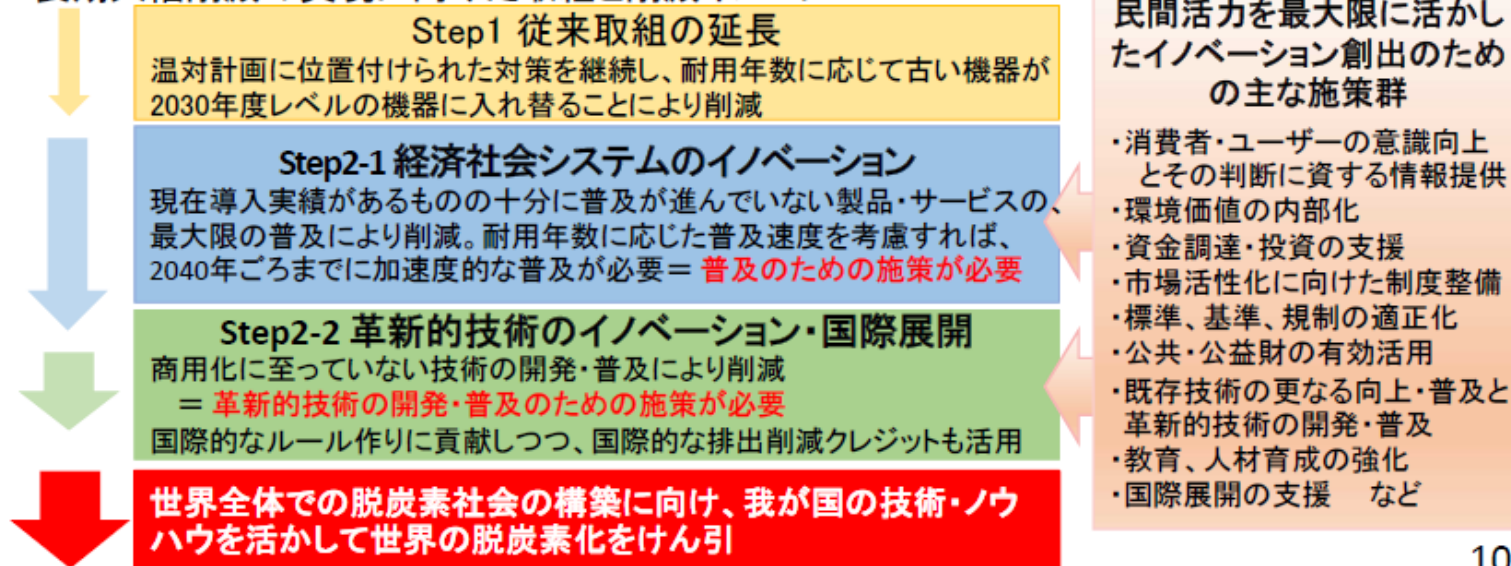 Step1 従来取組の延長
温対計画に位置付けられた対策を継続し、耐用年数に応じて古い機器が
2030年度レベルの機器に入れ替ることにより削減
Step2-1 経済社会システムのイノベーション
現在導入実績があるものの十分に普及が進んでいない製品・サービスの、
最大限の普及により削減。耐用年数に応じた普及速度を考慮すれば、
2040年ごろまでに加速度的な普及が必要＝ 普及のための施策が必要
Step2-2 革新的技術のイノベーション・国際展開
商用化に至っていない技術の開発・普及により削減
＝ 革新的技術の開発・普及のための施策が必要
国際的なルール作りに貢献しつつ、国際的な排出削減クレジットも活用
世界全体での脱炭素社会の構築に向け、我が国の技術・ノウ
ハウを活かして世界の脱炭素化をけん引
民間活力を最大限に活かし
たイノベーション創出のため
の主な施策群
・消費者・ユーザーの意識向上
とその判断に資する情報提供
・環境価値の内部化
・資金調達・投資の支援
・市場活性化に向けた制度整備
・標準、基準、規制の適正化
・公共・公益財の有効活用
・既存技術の更なる向上・普及と
革新的技術の開発・普及
・教育、人材育成の強化
・国際展開の支援　など
10